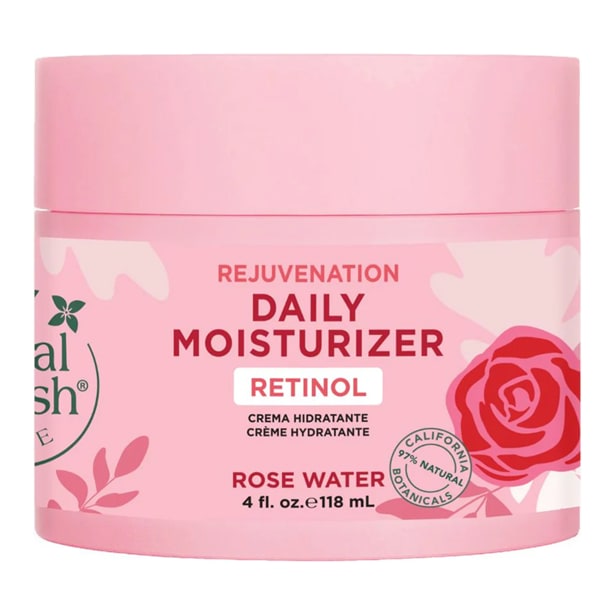 REJUVENATION
DAILY
MOISTURIZER
RETINOL
CREMA HIDRATANTE
CRÈME HYDRATANTE
ROSE WATER
4 fl. oz.℮118 mL
CALIFORNIA
97% NATURAL
BOTANICALS